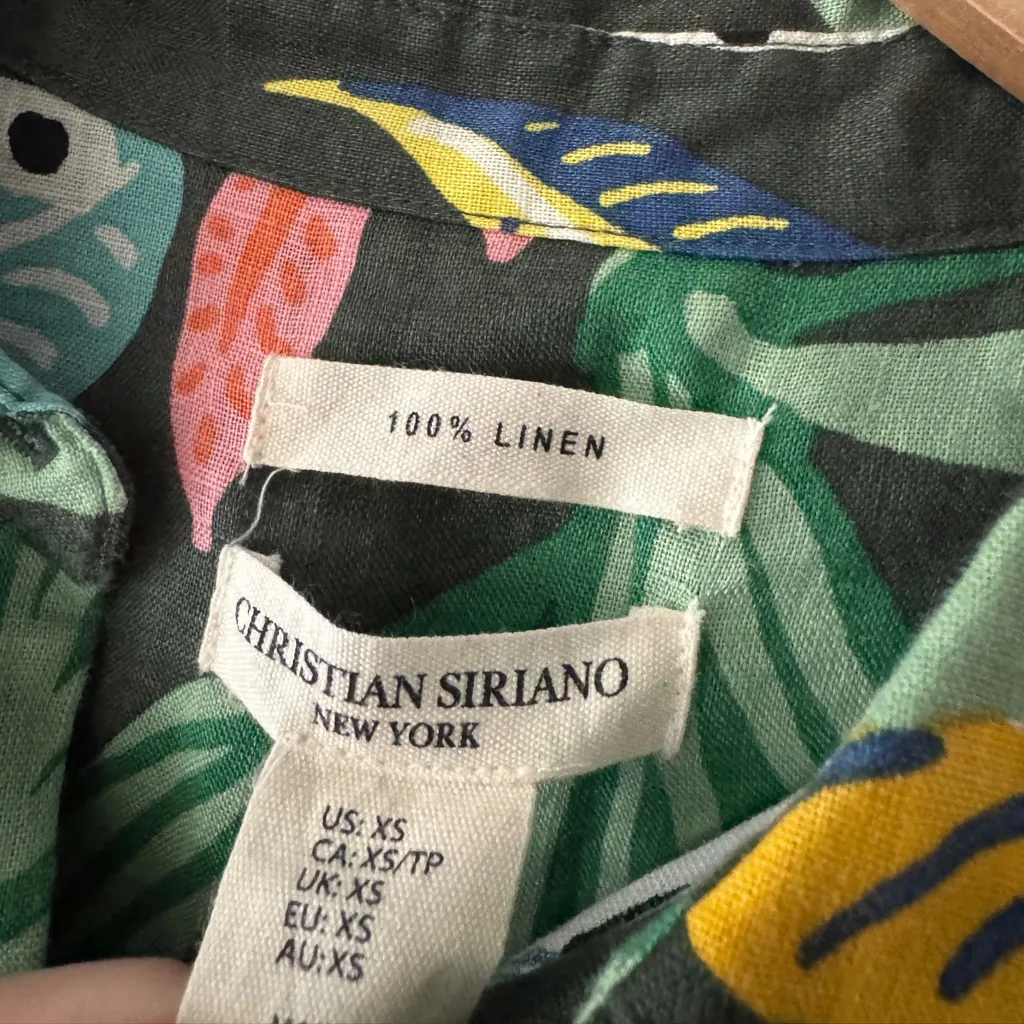 100% LINEN
CHRISTIAN SIRIANO
NEW YORK
US: XS
CA: XS/TP
UK: XS
EU: XS
AU: XS